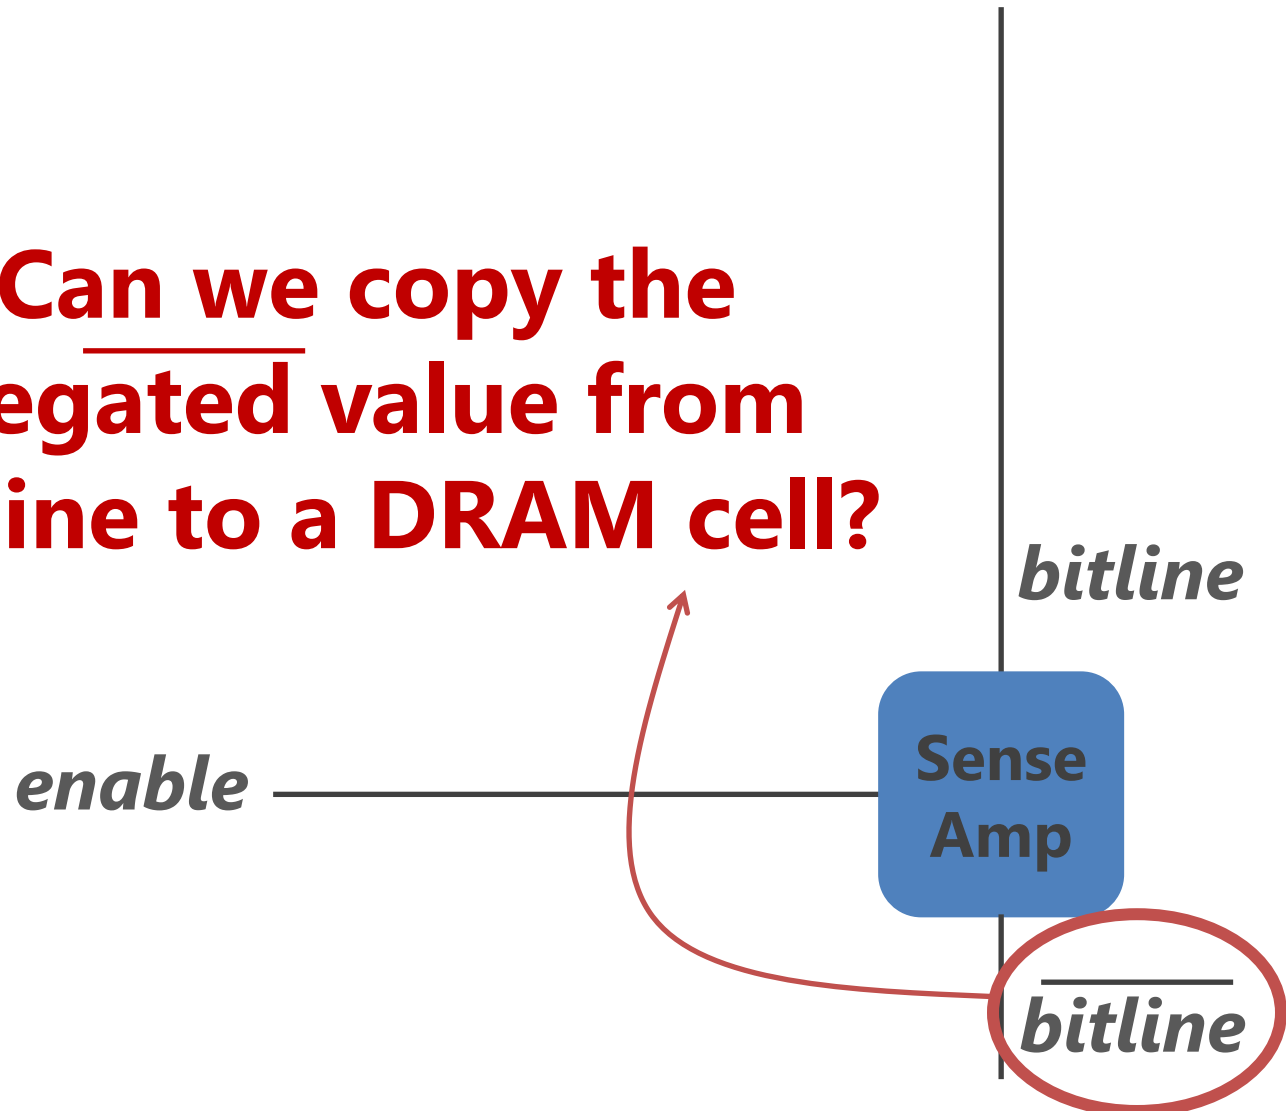 Can we copy the
egated value from
ine to a DRAM cell?
bitline
enable
Sense
Amp
bitline